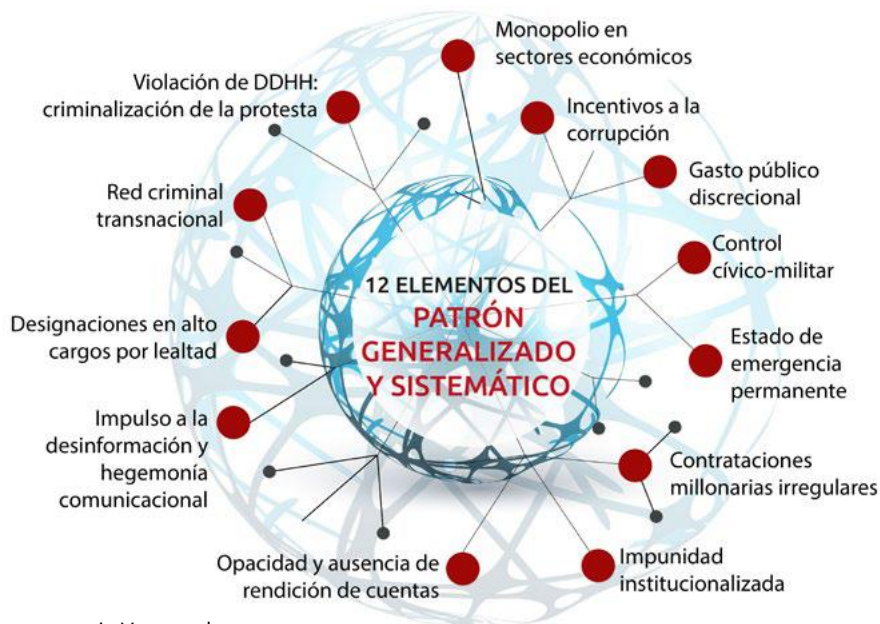 Monopolio en
sectores económicos
Violación de DDHH:
criminalización de la protesta
Incentivos a la
corrupción
Gasto público
discrecional
Red criminal
transnacional
Control
cívico-militar
12 ELEMENTOS DEL
PATRÓN
GENERALIZADO
Y SISTEMÁTICO
Designaciones en alto
cargos por lealtad
Estado de
emergencia
permanente
Impulso a la
desinformación y
hegemonía
comunicacional
Contrataciones
millonarias irregulares
Opacidad y ausencia de
rendición de cuentas
Impunidad
institucionalizada